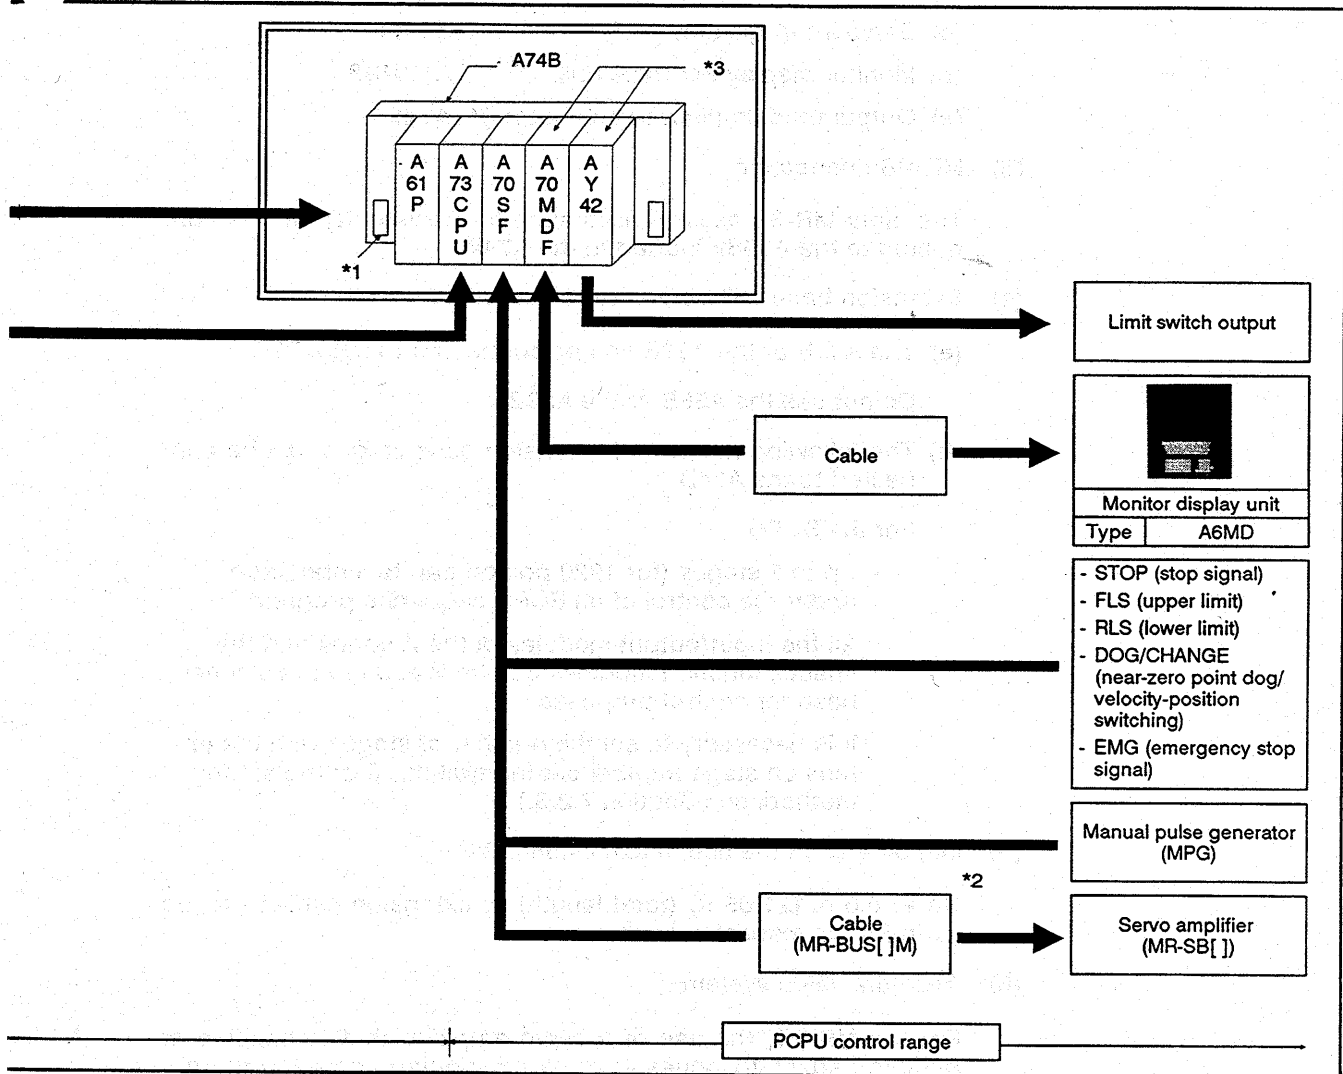 A74B
*3
A
61
P
A
73
C
P
U
A
70
S
F
A
70
M
D
F
A
Y
42
*1
Limit switch output
Cable
Monitor display unit
Type A6MD
- STOP (stop signal)
- FLS (upper limit)
- RLS (lower limit)
- DOG/CHANGE
(near-zero point dog/
velocity-position
switching)
- EMG (emergency stop
signal)
Manual pulse generator
(MPG)
*2
Cable
(MR-BUS[ ]M)
Servo amplifier
(MR-SB[ ])
PCPU control range